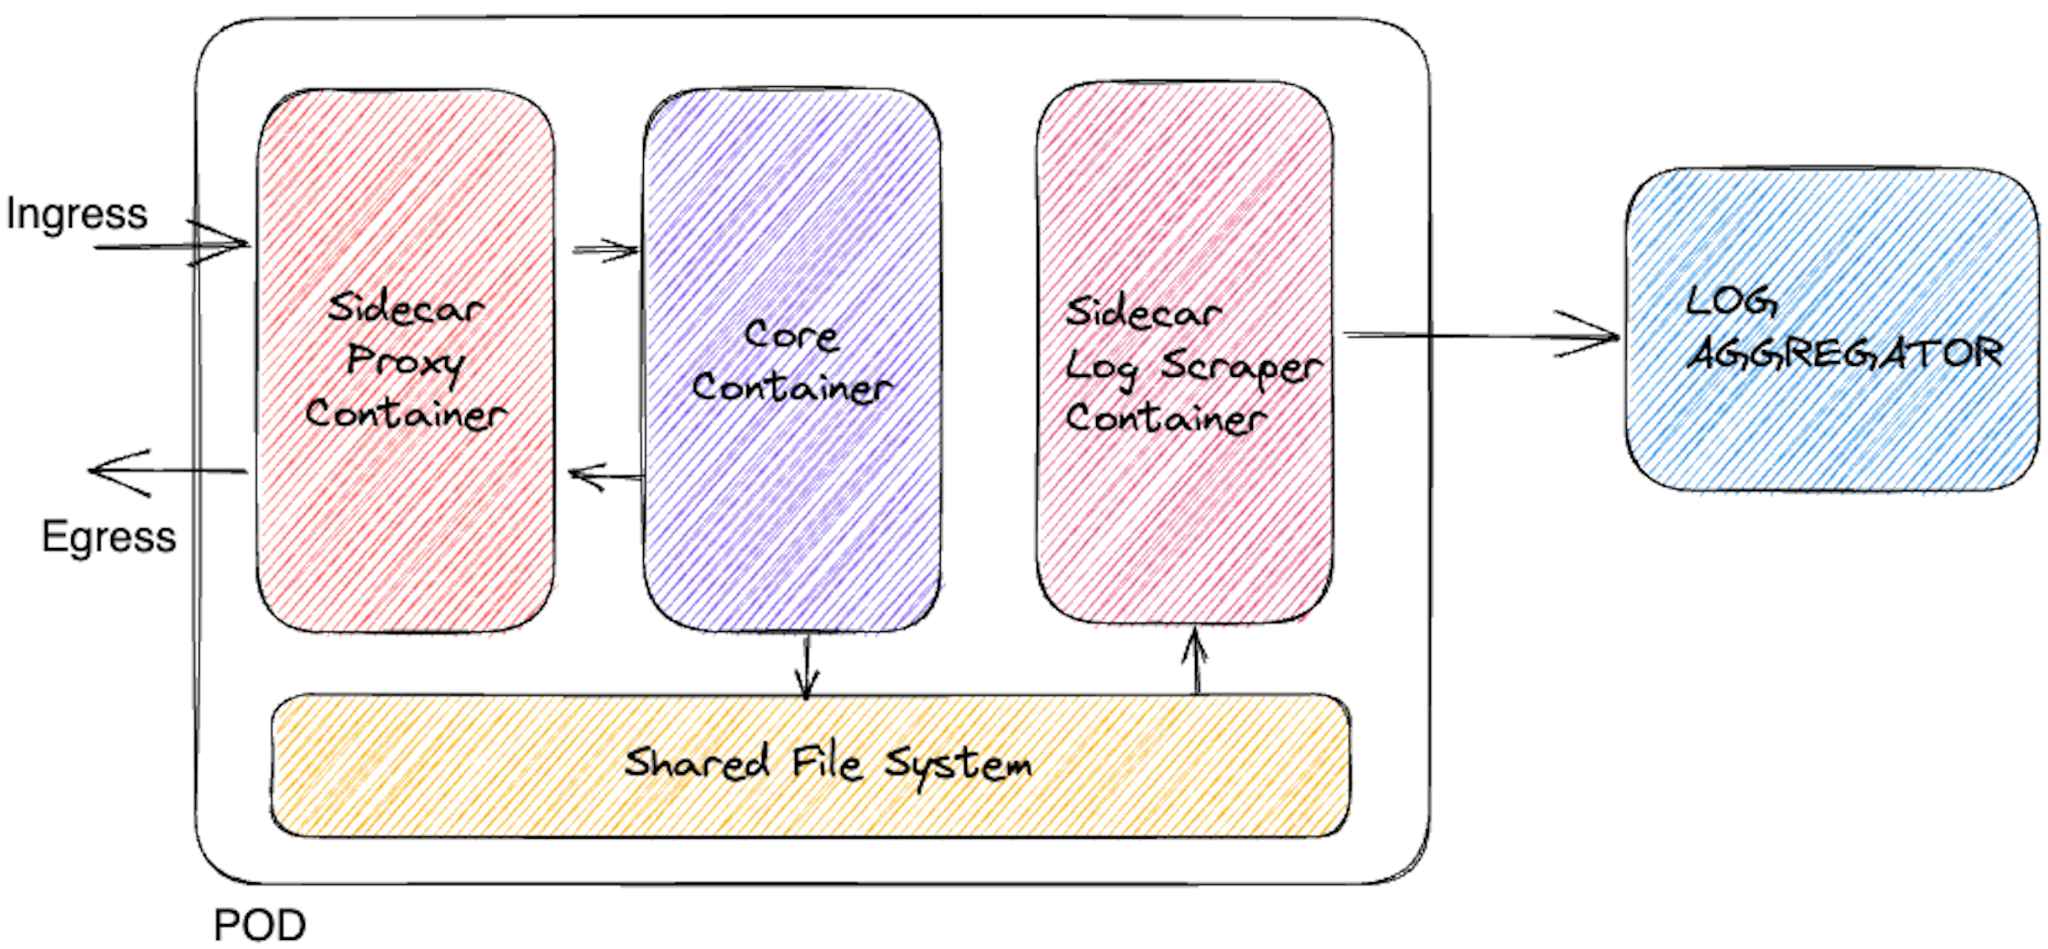 Ingress
Egress
Sidecar
Proxy
Container
Core
Container
Sidecar
Log Scraper
Container
LOG
AGGREGATOR
Shared File System
POD